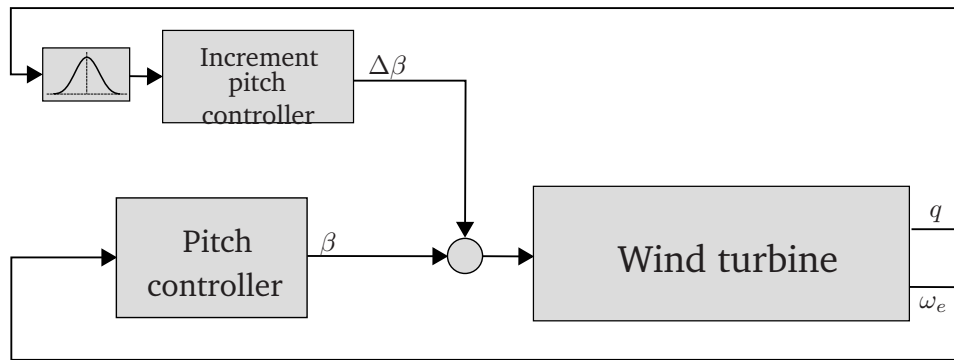 Increment
pitch
controller
Δβ
Pitch
controller
β
Wind turbine
q
ω_e